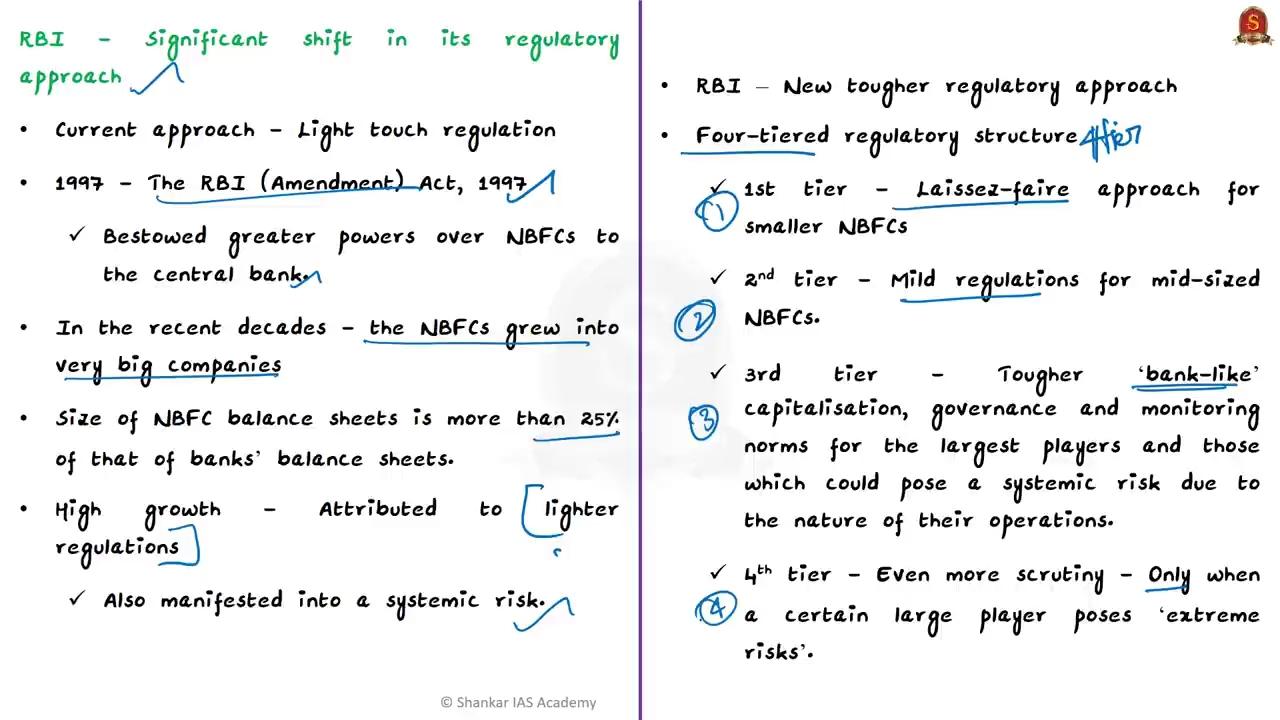 RBI - Significant shift in its regulatory
approach
• Current approach - Light touch regulation
• 1997 - The RBI (Amendment) Act, 1997
✓ Bestowed greater powers over NBFCs to
the central bank.
• In the recent decades - the NBFCs grew into
very big companies
• Size of NBFC balance sheets is more than 25%
of that of banks' balance sheets.
• High growth - Attributed to lighter
regulations
✓ Also manifested into a systemic risk.
• RBI – New tougher regulatory approach
• Four-tiered regulatory structure 4 tier
✓ 1st tier - Laissez-faire approach for
smaller NBFCs
1
✓ 2nd tier - Mild regulations for mid-sized
NBFCs.
2
✓ 3rd tier - Tougher 'bank-like'
capitalisation, governance and monitoring
3
norms for the largest players and those
which could pose a systemic risk due to
the nature of their operations.
✓ 4th tier - Even more scrutiny - Only when
4
a certain large player poses 'extreme
risks'.
S
© Shankar IAS Academy